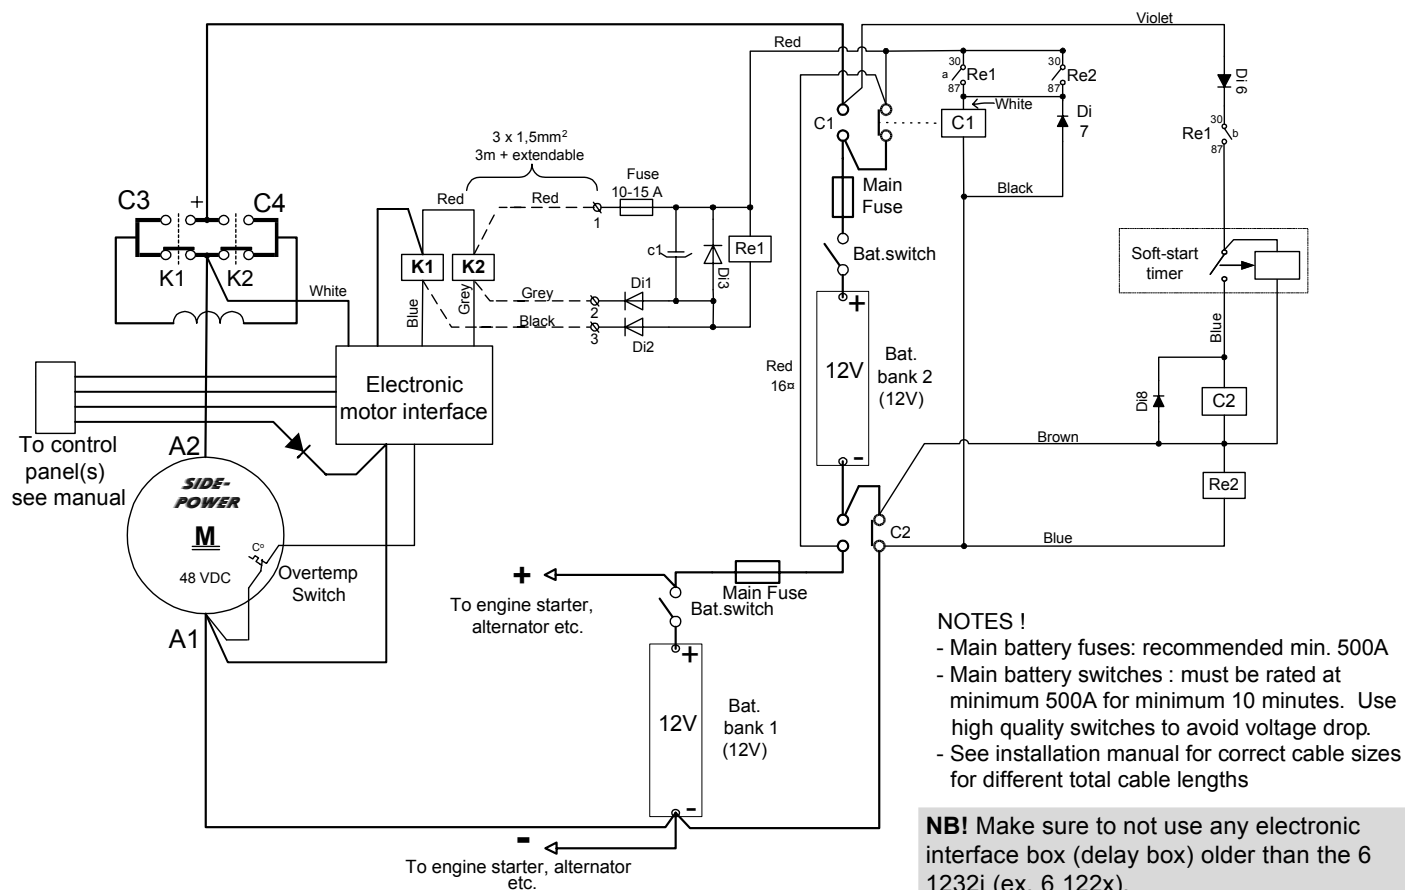 Violet
Red
30
a
Re1
87
30
Re2
87
White
C1
C1
Di
7
Di 6
30
Re1
b
87
3 x 1,5mm²
3m + extendable
Fuse
10-15 A
Red
Red
1
Main
Fuse
Black
C3
+
C4
K1
K2
K1
K2
c1
Di3
Re1
Bat.switch
Soft-start
timer
White
Blue
Grey
Grey
2
Di1
Black
3
Di2
+
12V
Bat.
bank 2
(12V)
-
Red
16¤
Blue
Di8
C2
Brown
Re2
Electronic
motor interface
To control
panel(s)
see manual
A2
SIDE-
POWER
M
C°
48 VDC
Overtemp
Switch
A1
C2
Blue
+
To engine starter,
alternator etc.
Main Fuse
Bat.switch
+
12V
Bat.
bank 1
(12V)
-
-
To engine starter, alternator
etc.
NOTES !
- Main battery fuses: recommended min. 500A
- Main battery switches : must be rated at
minimum 500A for minimum 10 minutes. Use
high quality switches to avoid voltage drop.
- See installation manual for correct cable sizes
for different total cable lengths
NB! Make sure to not use any electronic
interface box (delay box) older than the 6
1232i (ex. 6 122x).